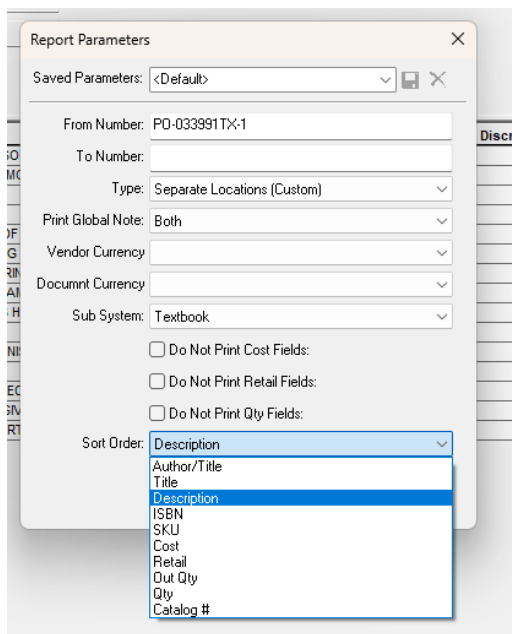 Report Parameters
Saved Parameters: <Default>
From Number: PO-033991TX-1
To Number:
Type: Separate Locations (Custom)
Print Global Note: Both
Vendor Currency
Documnt Currency
Sub System: Textbook
Do Not Print Cost Fields:
Do Not Print Retail Fields:
Do Not Print Qty Fields:
Sort Order: Description
Author/Title
Title
Description
ISBN
SKU
Cost
Retail
Out Qty
Qty
Catalog #